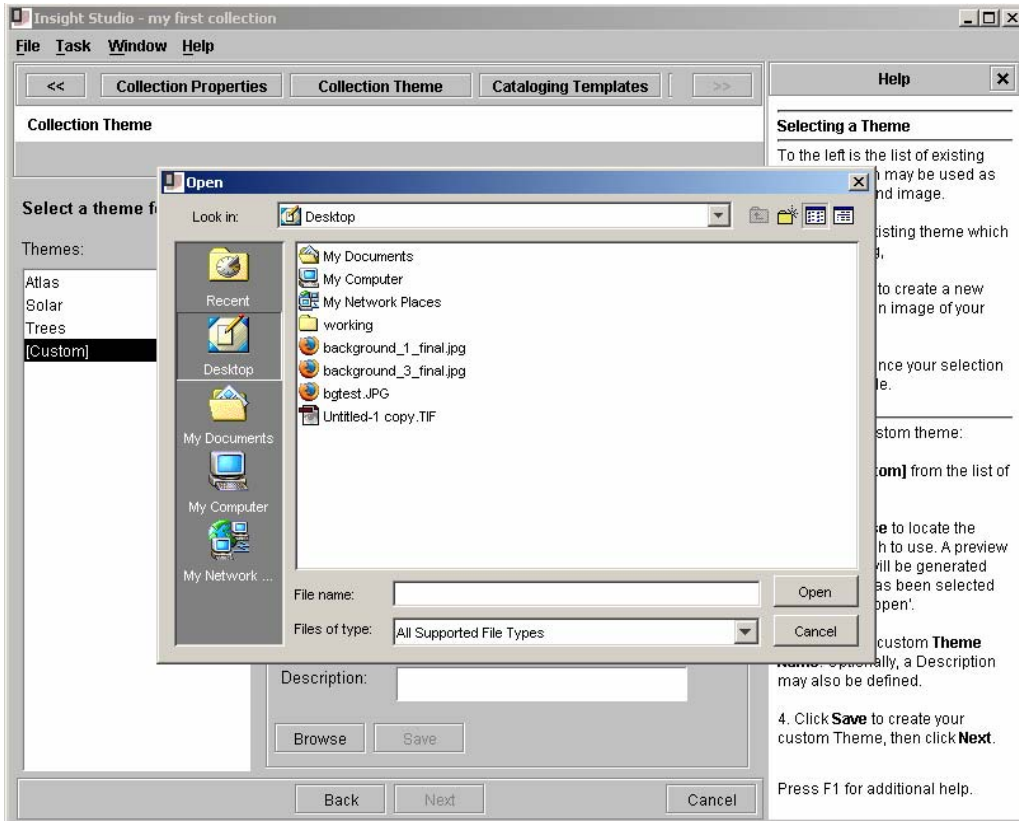 Insight Studio - my first collection
File Task Window Help
<< Collection Properties Collection Theme Cataloging Templates >>
Collection Theme
Select a theme f
Themes:
Atlas
Solar
Trees
[Custom]
Open
Look in: Desktop
Recent
Desktop
My Documents
My Computer
My Network ...
My Documents
My Computer
My Network Places
working
background_1_final.jpg
background_3_final.jpg
bgtest.JPG
Untitled-1 copy.TIF
File name: Open
Files of type: All Supported File Types Cancel
Description:
Browse Save
Back Next Cancel
Help
Selecting a Theme
To the left is the list of existing
may be used as
nd image.
isting theme which
to create a new
n image of your
nce your selection
le.
stom theme:
om] from the list of
e to locate the
h to use. A preview
vill be generated
as been selected
open'.
custom Theme
Name. Optionally, a Description
may also be defined.
4. Click Save to create your
custom Theme, then click Next.
Press F1 for additional help.